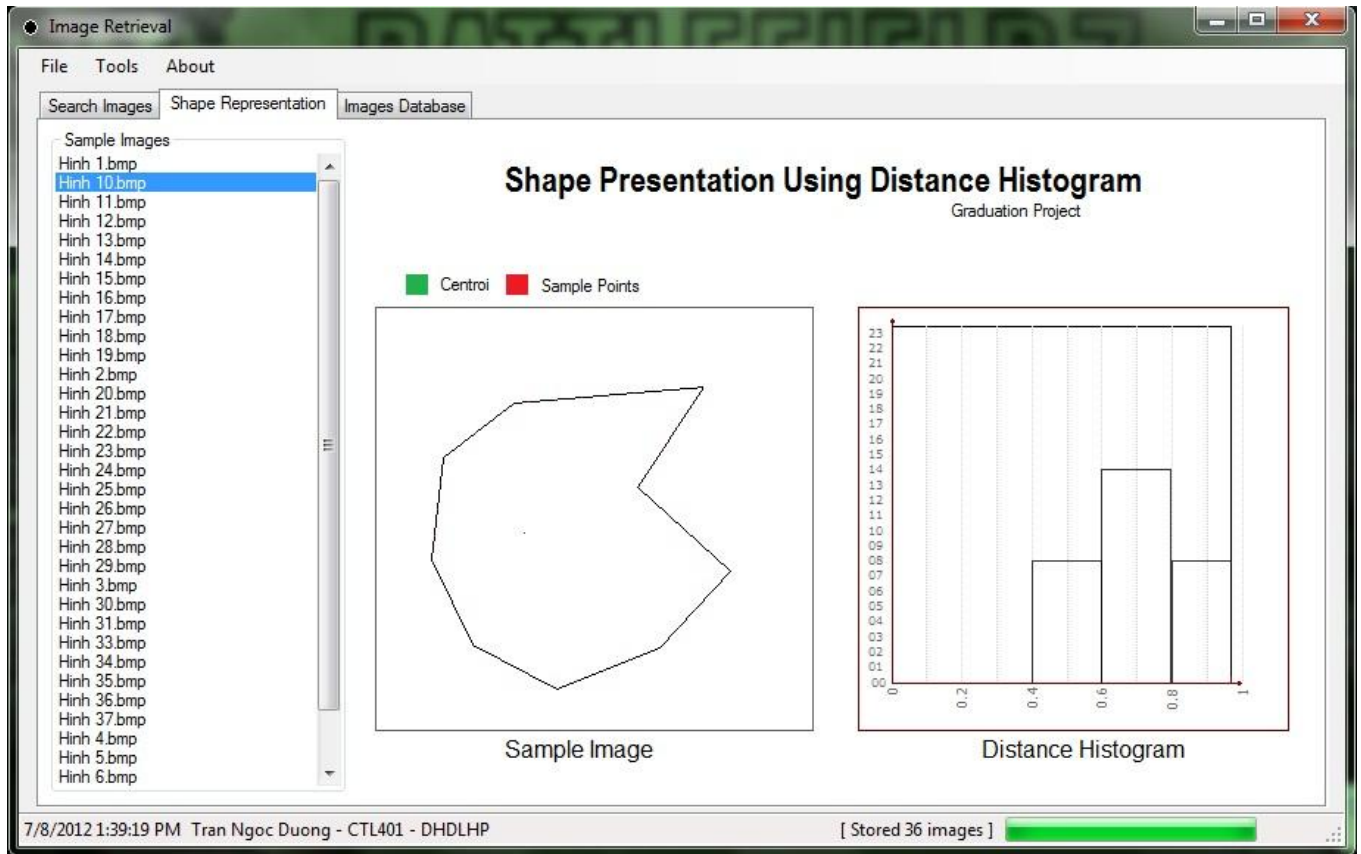 Image Retrieval
File Tools About
Search Images Shape Representation Images Database
Sample Images
Hinh 1.bmp
Hinh 10.bmp
Hinh 11.bmp
Hinh 12.bmp
Hinh 13.bmp
Hinh 14.bmp
Hinh 15.bmp
Hinh 16.bmp
Hinh 17.bmp
Hinh 18.bmp
Hinh 19.bmp
Hinh 2.bmp
Hinh 20.bmp
Hinh 21.bmp
Hinh 22.bmp
Hinh 23.bmp
Hinh 24.bmp
Hinh 25.bmp
Hinh 26.bmp
Hinh 27.bmp
Hinh 28.bmp
Hinh 29.bmp
Hinh 3.bmp
Hinh 30.bmp
Hinh 31.bmp
Hinh 33.bmp
Hinh 34.bmp
Hinh 35.bmp
Hinh 36.bmp
Hinh 37.bmp
Hinh 4.bmp
Hinh 5.bmp
Hinh 6.bmp
Shape Presentation Using Distance Histogram
Graduation Project
Centroi Sample Points
23
22
21
20
19
18
17
16
15
14
13
12
11
10
09
08
07
06
05
04
03
02
01
00
0 0.2 0.4 0.6 0.8 1
Sample Image
Distance Histogram
7/8/2012 1:39:19 PM Tran Ngoc Duong - CTL401 - DHDLHP [ Stored 36 images ]